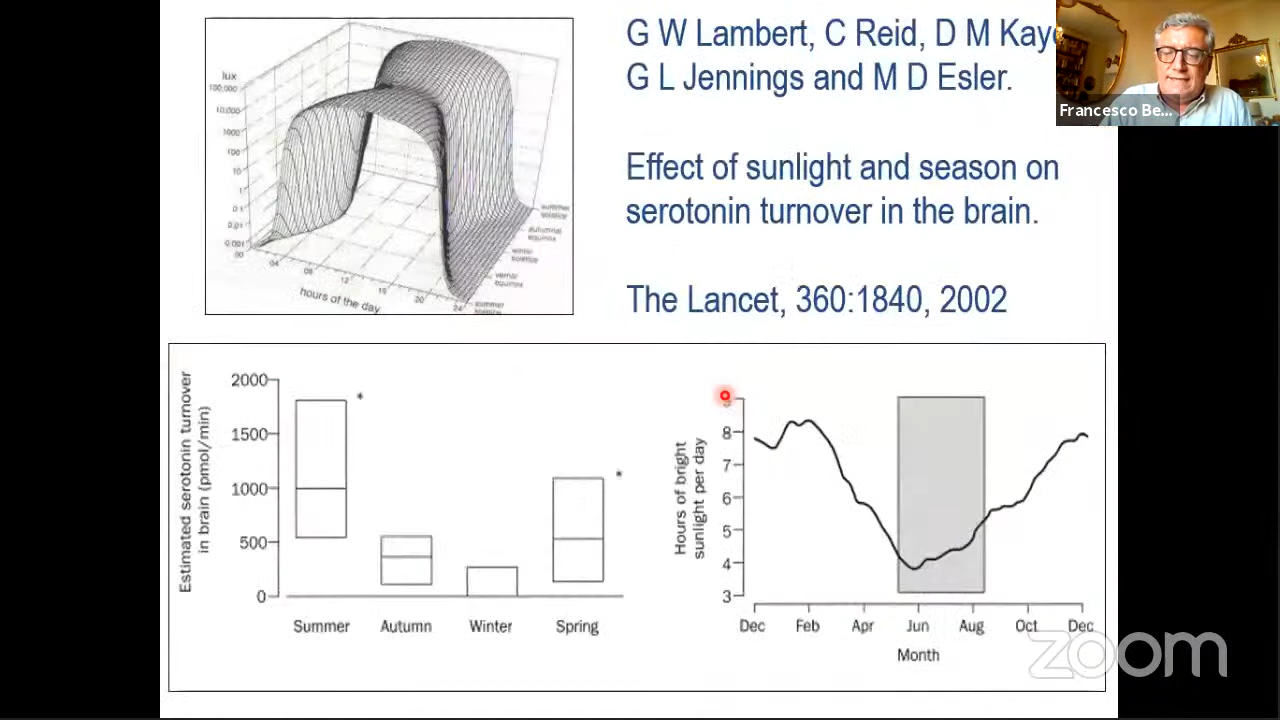 G W Lambert, C Reid, D M Kaye
G L Jennings and M D Esler.
Francesco Be...
Effect of sunlight and season on
serotonin turnover in the brain.
The Lancet, 360:1840, 2002
lux
100,000
10,000
1000
100
10
1
0.1
0.01
0.001
00
04
08
12
16
20
24
hours of the day
summer
solstice
autumnal
equinox
winter
solstice
vernal
equinox
summer
solstice
Estimated serotonin turnover
in brain (pmol/min)
2000
1500
1000
500
0
Summer Autumn Winter Spring
*
*
Hours of bright
sunlight per day
9
8
7
6
5
4
3
Dec Feb Apr Jun Aug Oct Dec
Month
zoom